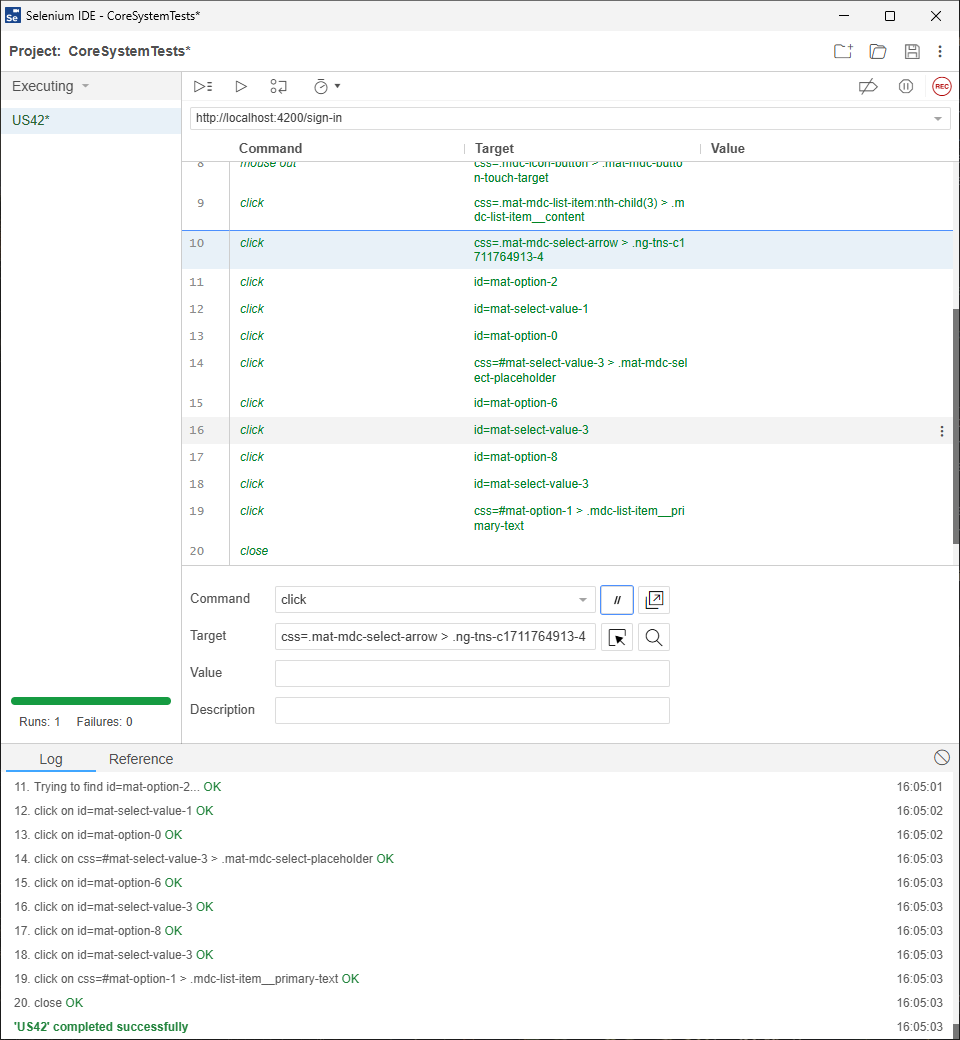 Selenium IDE - CoreSystemTests*
Project: CoreSystemTests*
Executing
US42*
REC
http://localhost:4200/sign-in
Command Target Value
8 mouse out css=.mdc-icon-button > .mat-mdc-butto
n-touch-target
9 click css=.mat-mdc-list-item:nth-child(3) > .m
dc-list-item__content
10 click css=.mat-mdc-select-arrow > .ng-tns-c1
711764913-4
11 click id=mat-option-2
12 click id=mat-select-value-1
13 click id=mat-option-0
14 click css=#mat-select-value-3 > .mat-mdc-sel
ect-placeholder
15 click id=mat-option-6
16 click id=mat-select-value-3
17 click id=mat-option-8
18 click id=mat-select-value-3
19 click css=#mat-option-1 > .mdc-list-item__pri
mary-text
20 close
Command click //
Target css=.mat-mdc-select-arrow > .ng-tns-c1711764913-4
Value
Description
Runs: 1 Failures: 0
Log Reference
11. Trying to find id=mat-option-2... OK 16:05:01
12. click on id=mat-select-value-1 OK 16:05:02
13. click on id=mat-option-0 OK 16:05:02
14. click on css=#mat-select-value-3 > .mat-mdc-select-placeholder OK 16:05:03
15. click on id=mat-option-6 OK 16:05:03
16. click on id=mat-select-value-3 OK 16:05:03
17. click on id=mat-option-8 OK 16:05:03
18. click on id=mat-select-value-3 OK 16:05:03
19. click on css=#mat-option-1 > .mdc-list-item__primary-text OK 16:05:03
20. close OK 16:05:03
'US42' completed successfully 16:05:03